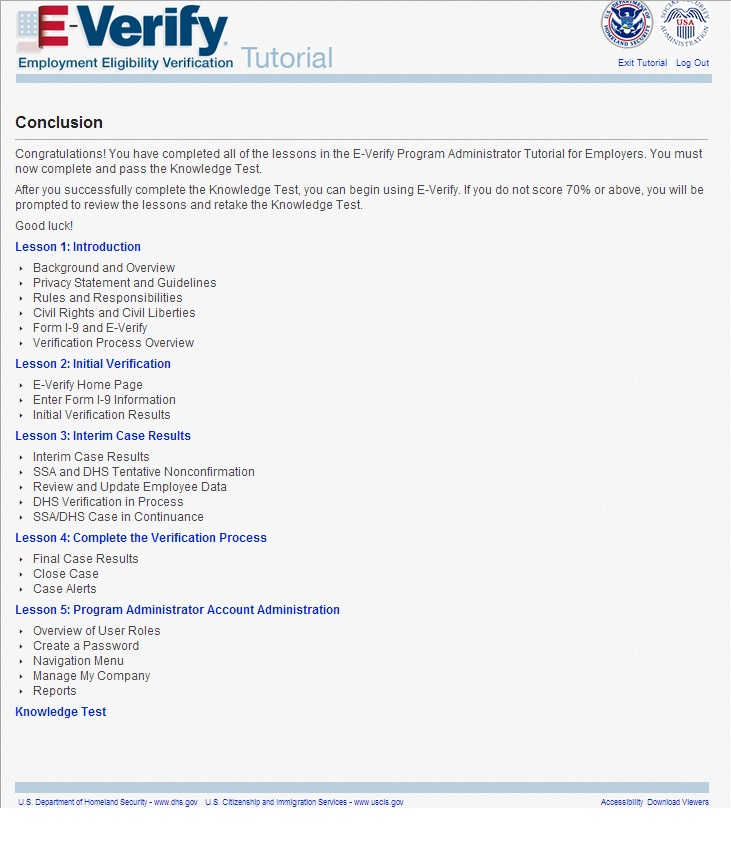 E-Verify
Employment Eligibility Verification Tutorial
Exit Tutorial Log Out
Conclusion
Congratulations! You have completed all of the lessons in the E-Verify Program Administrator Tutorial for Employers. You must
now complete and pass the Knowledge Test.
After you successfully complete the Knowledge Test, you can begin using E-Verify. If you do not score 70% or above, you will be
prompted to review the lessons and retake the Knowledge Test.
Good luck!
Lesson 1: Introduction
Background and Overview
Privacy Statement and Guidelines
Rules and Responsibilities
Civil Rights and Civil Liberties
Form I-9 and E-Verify
Verification Process Overview
Lesson 2: Initial Verification
E-Verify Home Page
Enter Form I-9 Information
Initial Verification Results
Lesson 3: Interim Case Results
Interim Case Results
SSA and DHS Tentative Nonconfirmation
Review and Update Employee Data
DHS Verification in Process
SSA/DHS Case in Continuance
Lesson 4: Complete the Verification Process
Final Case Results
Close Case
Case Alerts
Lesson 5: Program Administrator Account Administration
Overview of User Roles
Create a Password
Navigation Menu
Manage My Company
Reports
Knowledge Test
U.S. Department of Homeland Security - www.dhs.gov U.S. Citizenship and Immigration Services - www.uscis.gov Accessibility Download Viewers